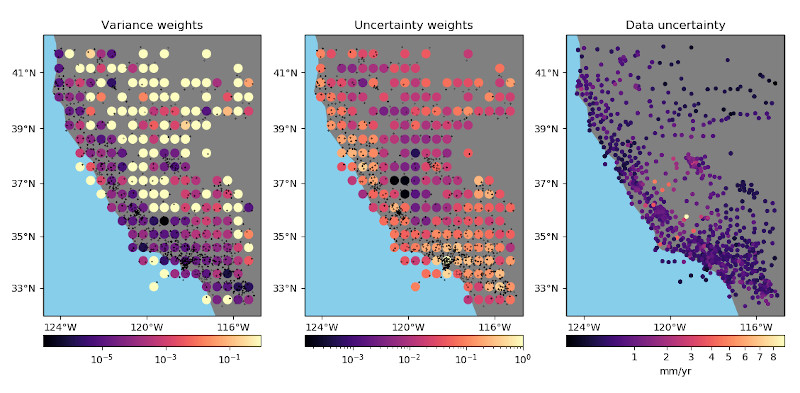 Variance weights
Uncertainty weights
Data uncertainty
41°N
39°N
37°N
35°N
33°N
124°W 120°W 116°W
10⁻⁵ 10⁻³ 10⁻¹
41°N
39°N
37°N
35°N
33°N
124°W 120°W 116°W
10⁻³ 10⁻² 10⁻¹ 10⁰
41°N
39°N
37°N
35°N
33°N
124°W 120°W 116°W
1 2 3 4 5 6 7 8
mm/yr